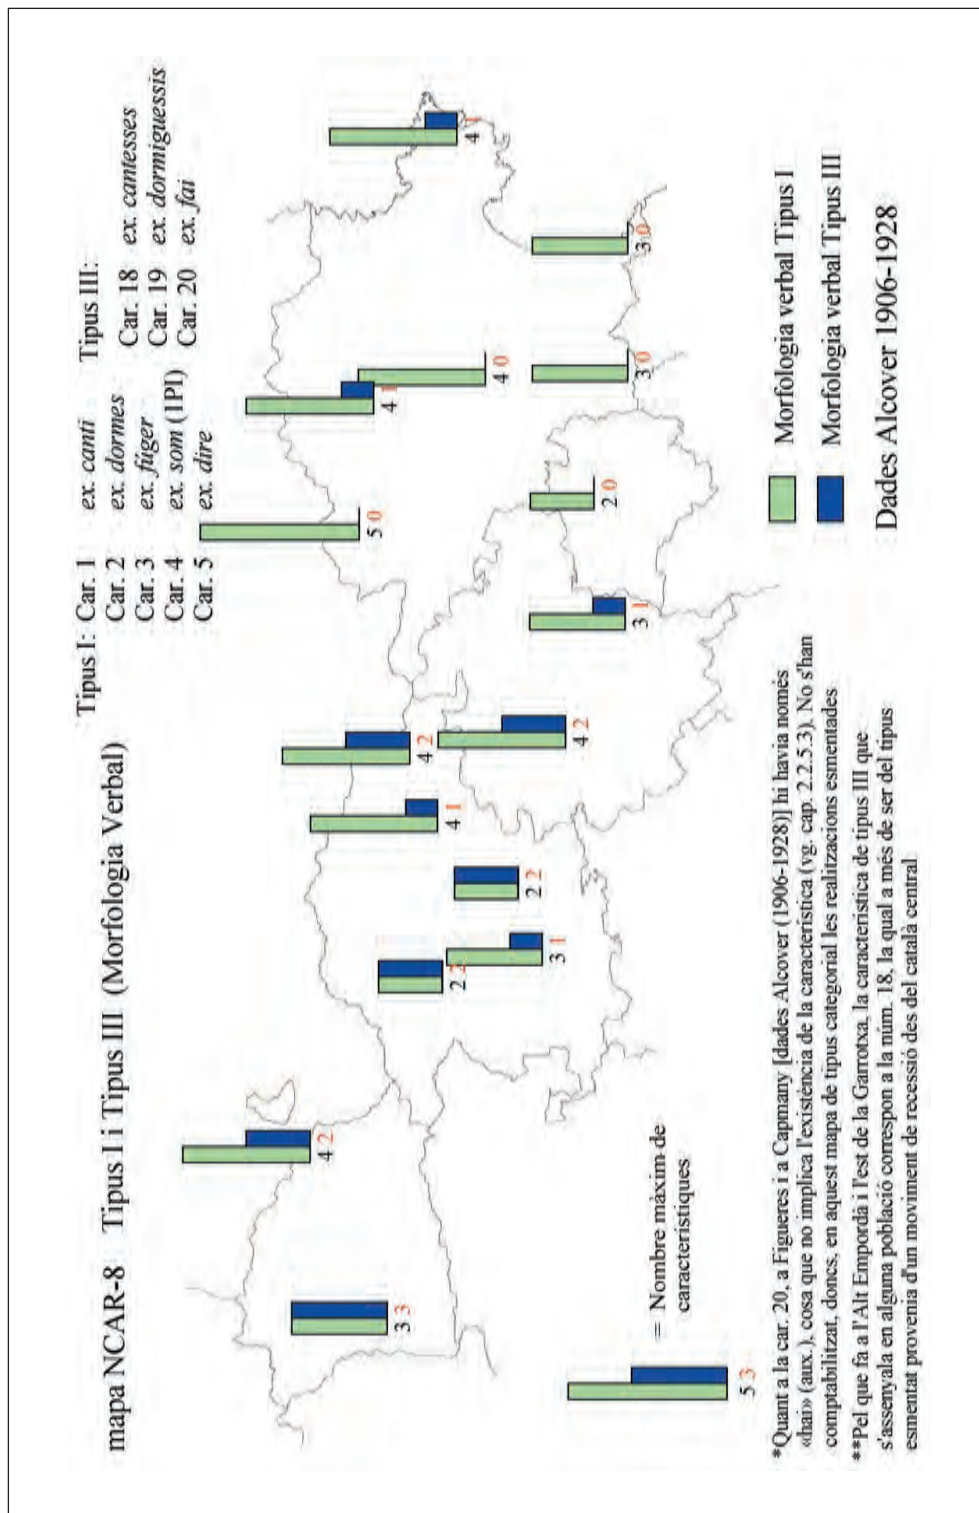 mapa NCAR-8 Tipus I i Tipus III (Morfologia Verbal)
Tipus I: Car. 1 ex. canti
Car. 2 ex. dormes
Car. 3 ex. fúger
Car. 4 ex. som (1PI)
Car. 5 ex. dire
Tipus III:
Car. 18 ex. cantesses
Car. 19 ex. dormiguessis
Car. 20 ex. fai
3 3
4 2
2 2
3 1
2 2
4 1
4 2
4 2
3 1
5 0
2 0
4 1
4 0
3 0
3 0
4 1
5 3
= Nombre màxim de
característiques
Morfologia verbal Tipus I
Morfologia verbal Tipus III
Dades Alcover 1906-1928
*Quant a la car. 20, a Figueres i a Capmany [dades Alcover (1906-1928)] hi havia només
«hai» (aux.), cosa que no implica l'existència de la característica (vg. cap. 2.2.5.3). No s'han
comptabilitzat, doncs, en aquest mapa de tipus categorial les realitzacions esmentades
**Pel que fa a l'Alt Empordà i l'est de la Garrotxa, la característica de tipus III que
s'assenyala en alguna població correspon a la núm. 18, la qual a més de ser del tipus
esmentat provenia d'un moviment de recessió des del català central